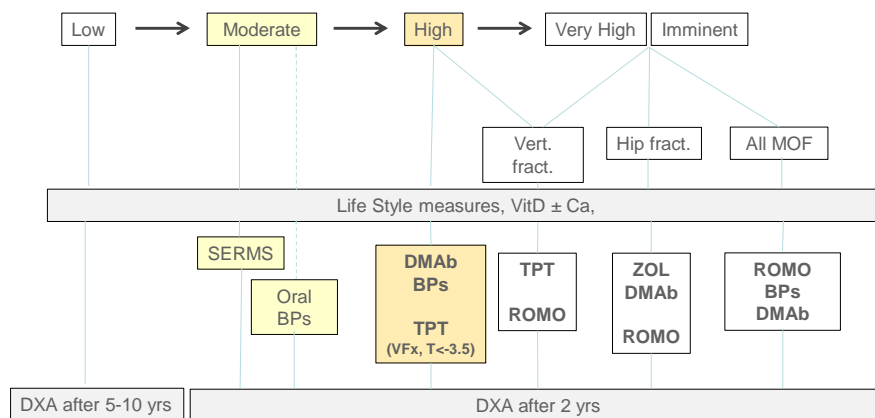 Low
Moderate
High
Very High
Imminent
Vert.
fract.
Hip fract.
All MOF
Life Style measures, VitD ± Ca,
SERMS
Oral
BPs
DMAb
BPs
TPT
(VFx, T<-3.5)
TPT
ROMO
ZOL
DMAb
ROMO
ROMO
BPs
DMAb
DXA after 5-10 yrs
DXA after 2 yrs